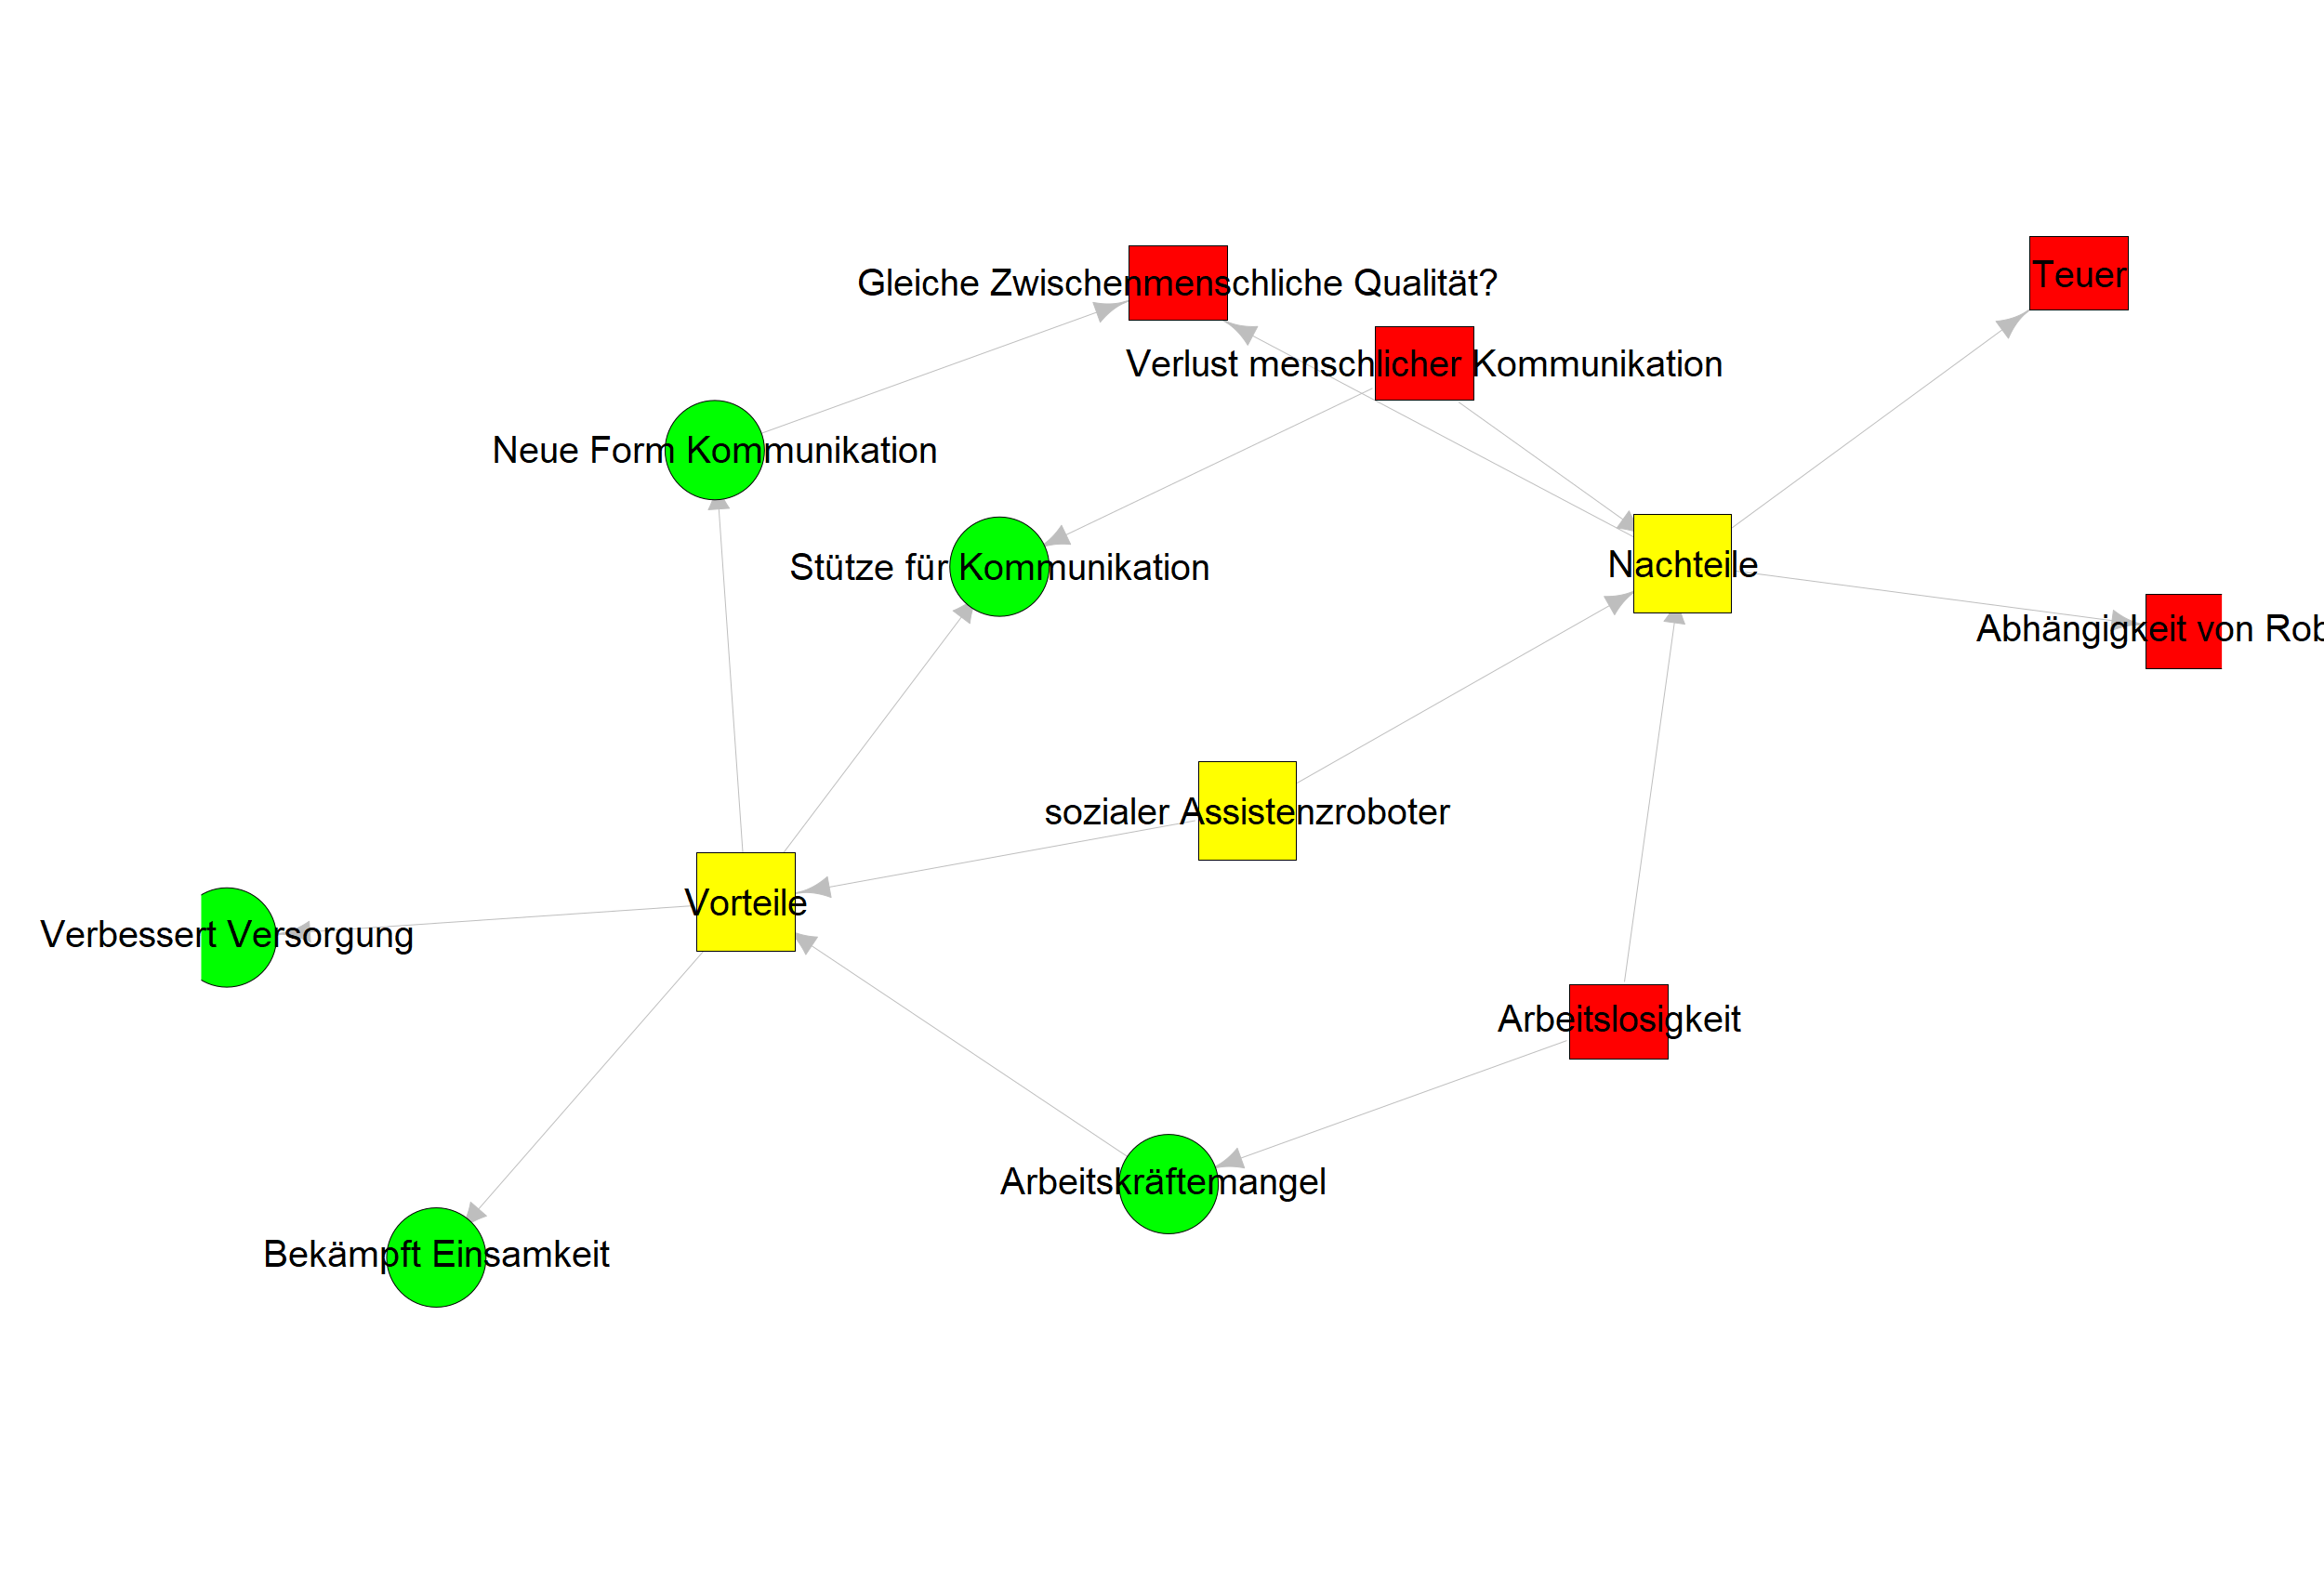 Teuer
Gleiche Zwischenmenschliche Qualität?
Verlust menschlicher Kommunikation
Neue Form Kommunikation
Stütze für Kommunikation
Nachteile
Abhängigkeit von Rob
sozialer Assistenzroboter
Vorteile
Verbessert Versorgung
Arbeitslosigkeit
Arbeitskräftemangel
Bekämpft Einsamkeit